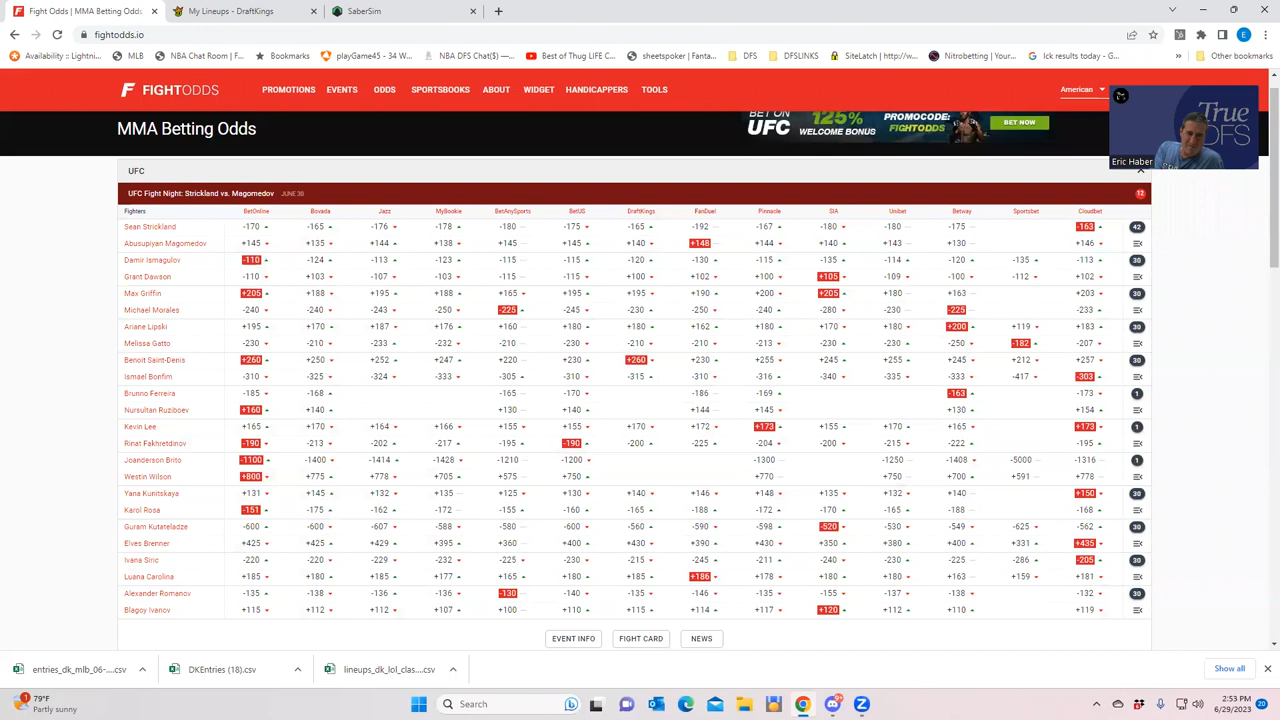 Fight Odds | MMA Betting Odds
My Lineups - DraftKings
SaberSim
fightodds.io
Availability :: Lightni...
MLB
NBA Chat Room | F...
Bookmarks
playGame45 - 34 W...
NBA DFS Chat($) —...
Best of Thug LIFE C...
sheetspoker | Fanta...
DFS
DFSLINKS
SiteLatch | http://w...
Nitrobetting | Your...
Ick results today - G...
Other bookmarks
FIGHTODDS
PROMOTIONS EVENTS ODDS SPORTSBOOKS ABOUT WIDGET HANDICAPPERS TOOLS
American
MMA Betting Odds
BET ON UFC
125% WELCOME BONUS
PROMOCODE: FIGHTODDS
BET NOW
True DFS
Eric Haber
UFC
UFC Fight Night: Strickland vs. Magomedov JUNE 30 12
Fighters BetOnline Bovada Jazz MyBookie BetAnySports BetUS DraftKings FanDuel Pinnacle SIA Unibet Betway Sportsbet Cloudbet
Sean Strickland -170 -165 -176 -178 -180 -175 -165 -192 -167 -180 -180 -175 -163 42
Abusupiyan Magomedov +145 +135 +144 +138 +145 +145 +140 +148 +144 +140 +143 +130 +146
Damir Ismagulov -110 -124 -113 -123 -115 -115 -120 -130 -115 -135 -114 -120 -135 -113 30
Grant Dawson -110 +103 -107 -103 -115 -115 +100 +102 +100 +105 -109 -100 -112 +102
Max Griffin +205 +188 +195 +188 +165 +195 +195 +190 +200 +205 +180 +163 +203 30
Michael Morales -240 -240 -243 -250 -225 -245 -230 -250 -240 -280 -230 -225 -233
Ariane Lipski +195 +170 +187 +176 +160 +180 +180 +162 +180 +170 +180 +200 +119 +183 30
Melissa Gatto -230 -210 -233 -232 -210 -230 -210 -210 -213 -230 -230 -250 -182 -207
Benoit Saint-Denis +260 +250 +252 +247 +220 +230 +260 +230 +255 +245 +255 +245 +212 +257 30
Ismael Bonfim -310 -325 -324 -333 -305 -310 -315 -310 -316 -340 -335 -333 -417 -303
Brunno Ferreira -185 -168 -165 -170 -186 -169 -163 -173 1
Nursultan Ruziboev +160 +140 +130 +140 +144 +145 +130 +154
Kevin Lee +165 +170 +164 +166 +155 +155 +170 +172 +173 +155 +170 +165 +173 1
Rinat Fakhretdinov -190 -213 -202 -217 -195 -190 -200 -225 -204 -200 -215 -222 -195
Joanderson Brito -1100 -1400 -1414 -1428 -1210 -1200 -1300 -1250 -1408 -5000 -1316 1
Westin Wilson +800 +775 +778 +705 +575 +750 +770 +750 +700 +591 +778
Yana Kunitskaya +131 +145 +132 +135 +125 +130 +140 +146 +148 +135 +132 +140 +150 30
Karol Rosa -151 -175 -162 -172 -155 -160 -165 -188 -172 -170 -165 -188 -168
Guram Kutateladze -600 -600 -607 -588 -580 -600 -560 -590 -598 -520 -530 -549 -625 -562 30
Elves Brenner +425 +425 +429 +395 +360 +400 +430 +390 +430 +350 +380 +400 +331 +435
Ivana Siric -220 -220 -232 -225 -230 -215 -245 -211 -240 -230 -225 -286 -205 30
Luana Carolina +185 +180 +185 +177 +165 +180 +185 +186 +178 +180 +180 +163 +159 +181
Alexander Romanov -135 -138 -136 -136 -130 -140 -135 -146 -135 -155 -137 -138 -132 30
Blagoy Ivanov +115 +112 +112 +107 +100 +110 +115 +114 +117 +120 +112 +110 +119
EVENT INFO FIGHT CARD NEWS
entries_dk_mlb_06-....csv
DKEntries (18).csv
lineups_dk_lol_clas....csv
Show all
79°F
Partly sunny
Search
2:53 PM
6/29/2023
20